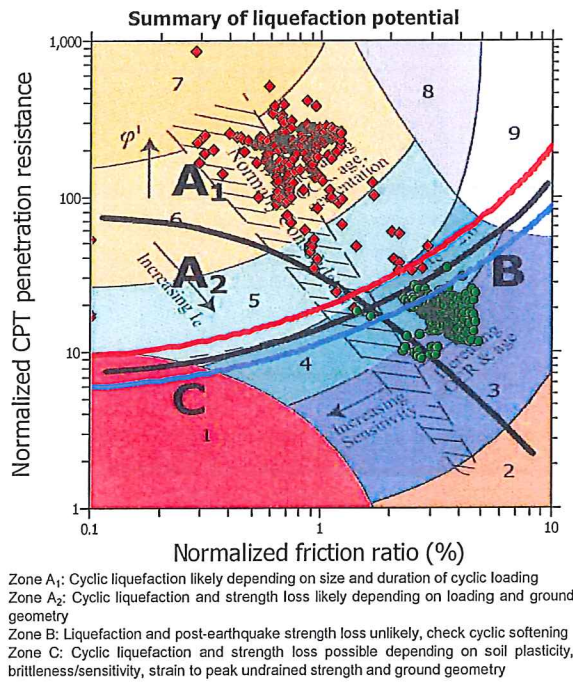 Summary of liquefaction potential
Normalized CPT penetration resistance
1,000
100
10
1
7
8
9
φ'
A1
6
A2
Increasing Ic
5
B
4
C
1
Increasing
Sensitivity
3
2
0.1
1
10
Normalized friction ratio (%)
Zone A1: Cyclic liquefaction likely depending on size and duration of cyclic loading
Zone A2: Cyclic liquefaction and strength loss likely depending on loading and ground
geometry
Zone B: Liquefaction and post-earthquake strength loss unlikely, check cyclic softening
Zone C: Cyclic liquefaction and strength loss possible depending on soil plasticity,
brittleness/sensitivity, strain to peak undrained strength and ground geometry